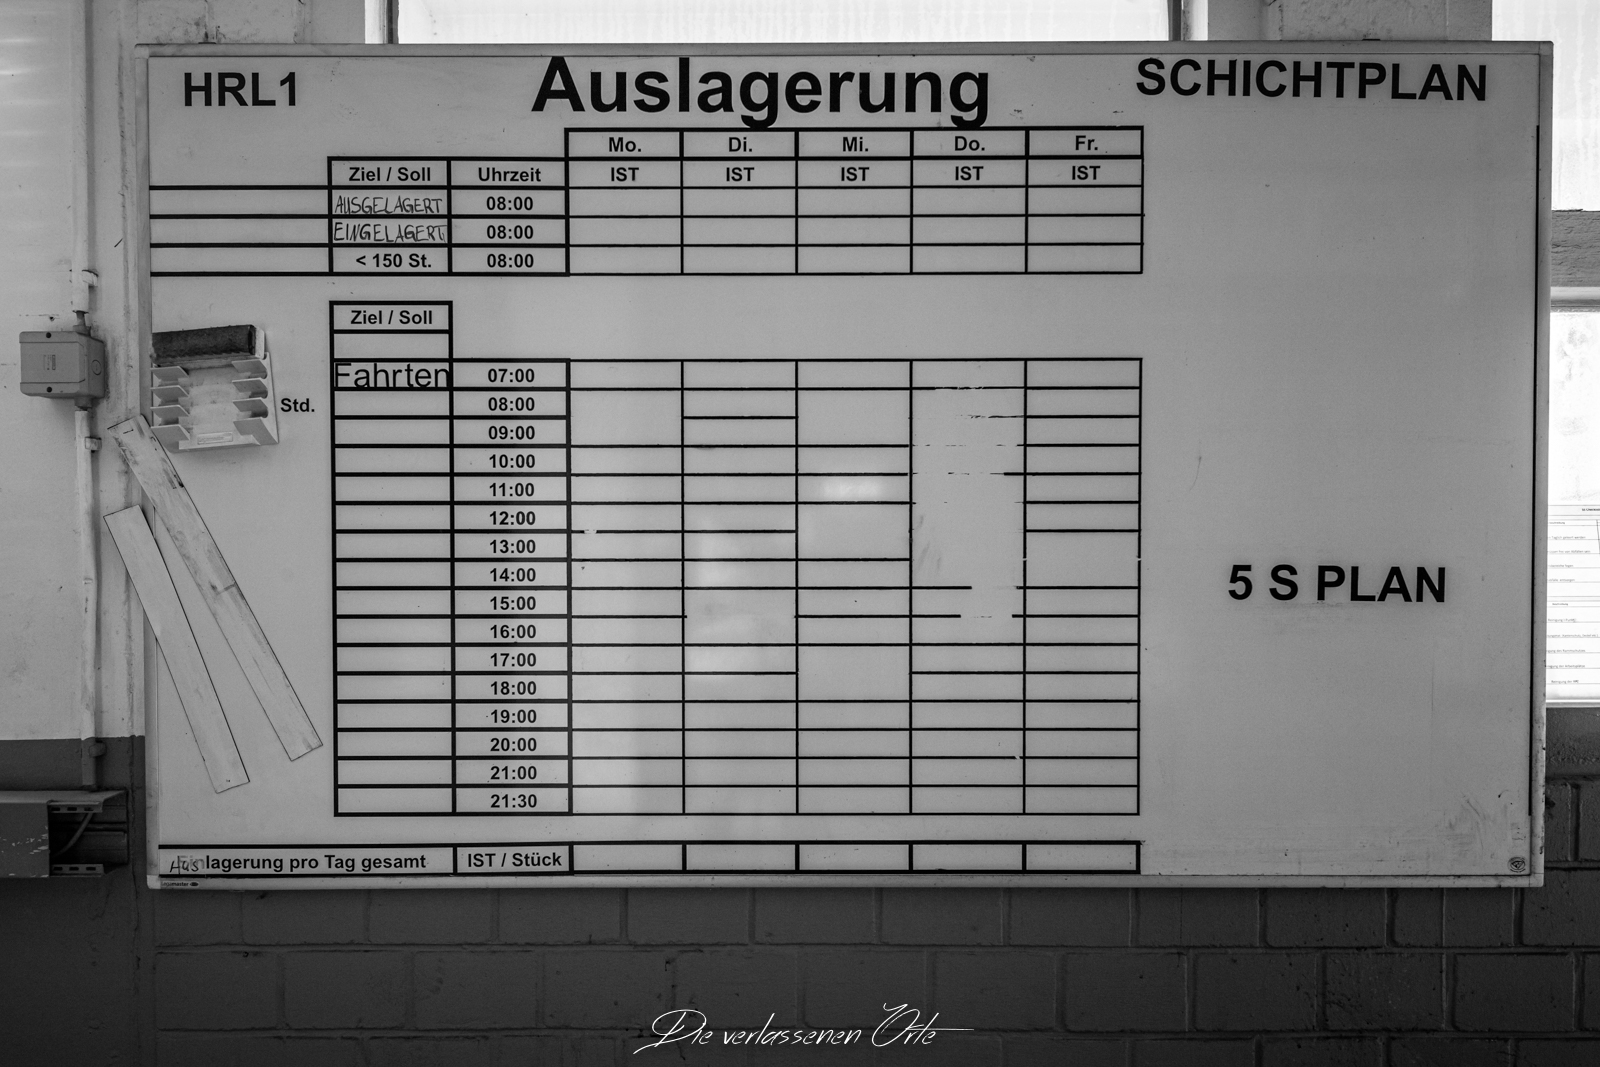 HRL1 Auslagerung SCHICHTPLAN
Mo. Di. Mi. Do. Fr.
Ziel / Soll Uhrzeit IST IST IST IST IST
AUSGELAGERT 08:00
EINGELAGERT 08:00
< 150 St. 08:00
Ziel / Soll
Fahrten 07:00
Std. 08:00
09:00
10:00
11:00
12:00
13:00
14:00
15:00
16:00
17:00
18:00
19:00
20:00
21:00
21:30
5 S PLAN
Auslagerung pro Tag gesamt IST / Stück
Die verlassenen Orte